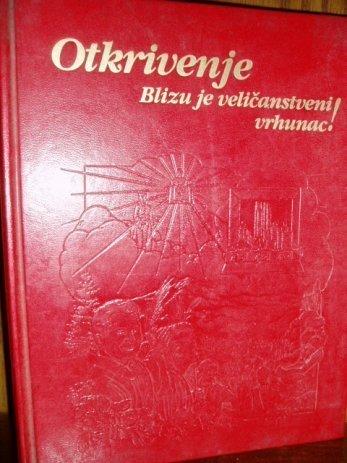 Otkrivenje
Blizu je veličanstveni
vrhunac!